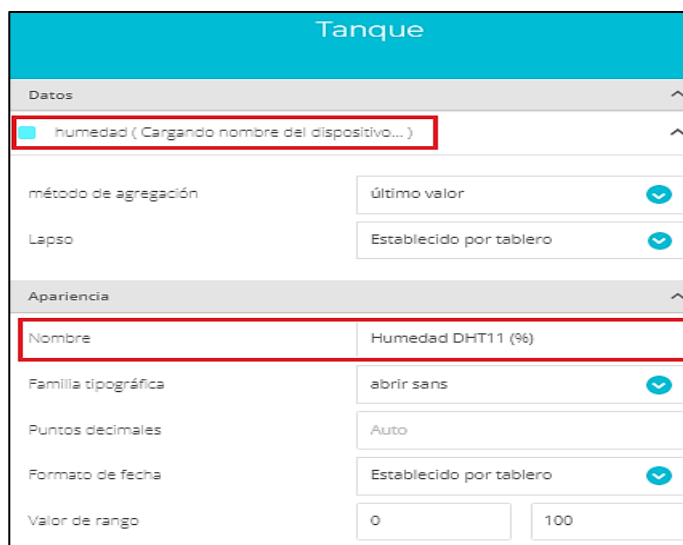 Tanque
Datos
humedad ( Cargando nombre del dispositivo... )
método de agregación último valor
Lapso Establecido por tablero
Apariencia
Nombre Humedad DHT11 (%)
Familia tipográfica abrir sans
Puntos decimales Auto
Formato de fecha Establecido por tablero
Valor de rango 0 100